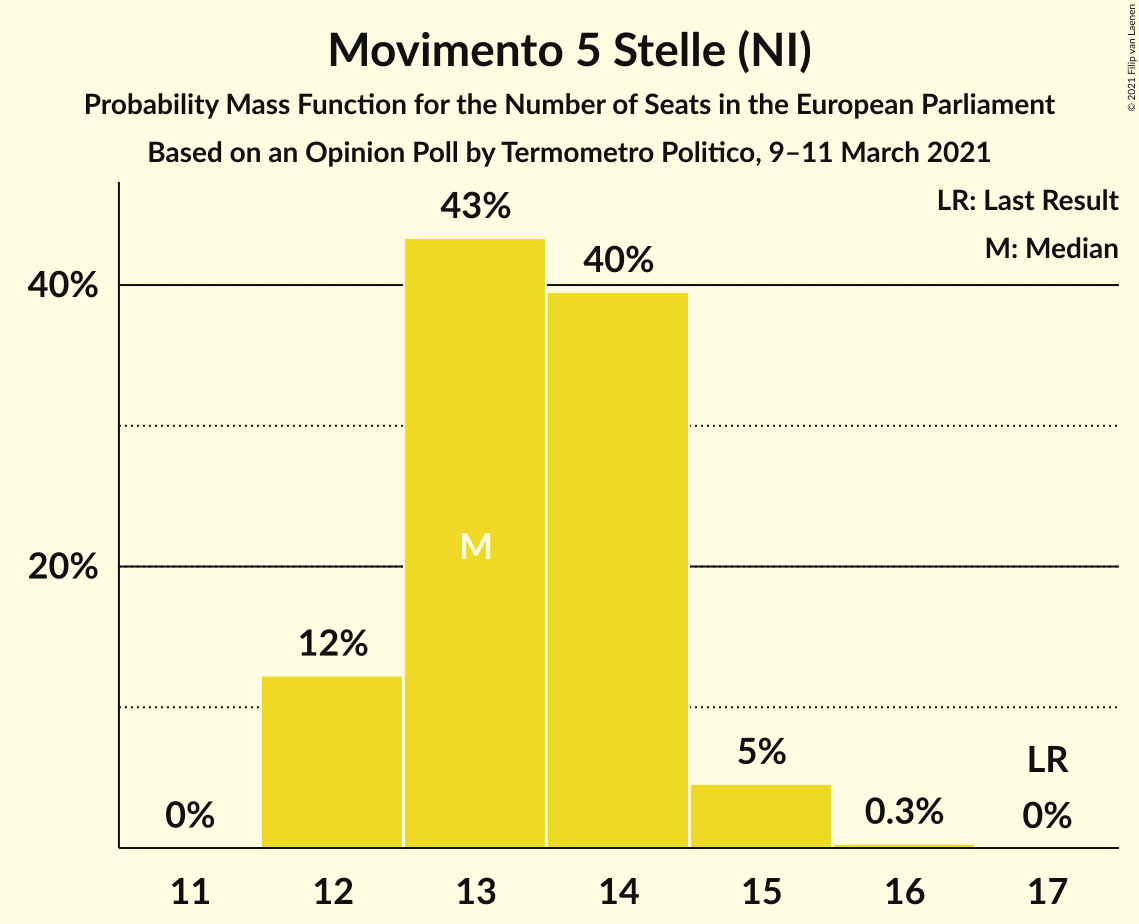 Movimento 5 Stelle (NI)
Probability Mass Function for the Number of Seats in the European Parliament
Based on an Opinion Poll by Termometro Politico, 9–11 March 2021
© 2021 Filip van Laenen
LR: Last Result
M: Median
43%
40%
40%
M
20%
12%
5%
LR
0%
0.3%
0%
11 12 13 14 15 16 17